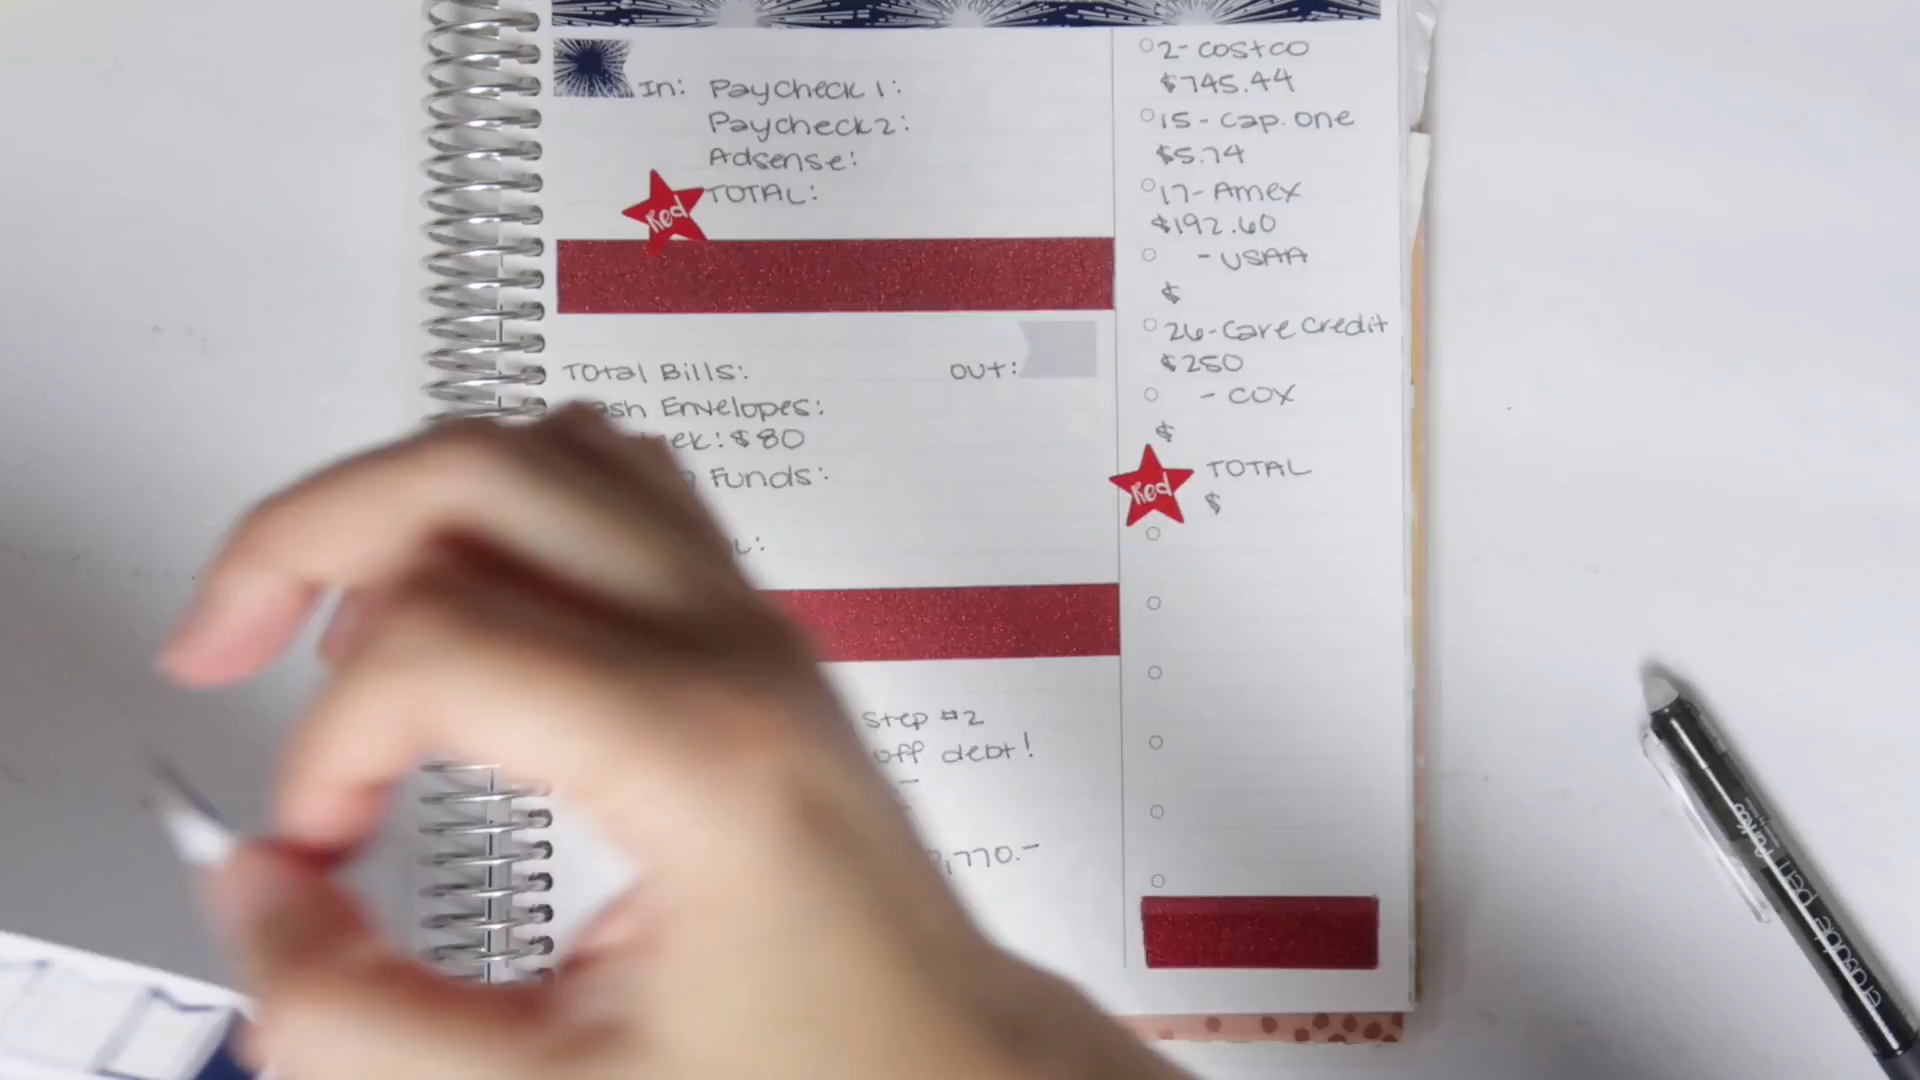 In: Paycheck 1:
Paycheck 2:
Adsense:
TOTAL:
Red
Total Bills:
out:
Envelopes:
$80
Funds:
Step #2
off debt!
,770.-
2- Costco
$745.44
15- Cap. One
$5.74
17- Amex
$192.60
- USAA
$
26- Care Credit
$250
- COX
$
Red
TOTAL
$
erasable pen